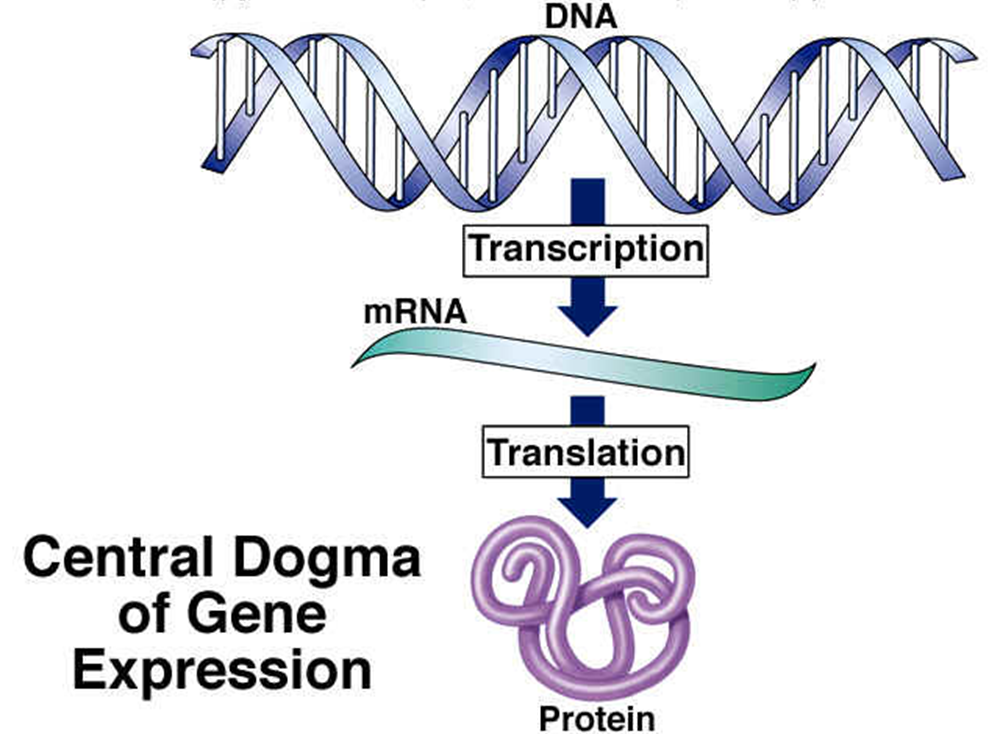 DNA
Transcription
mRNA
Translation
Central Dogma
of Gene
Expression
Protein